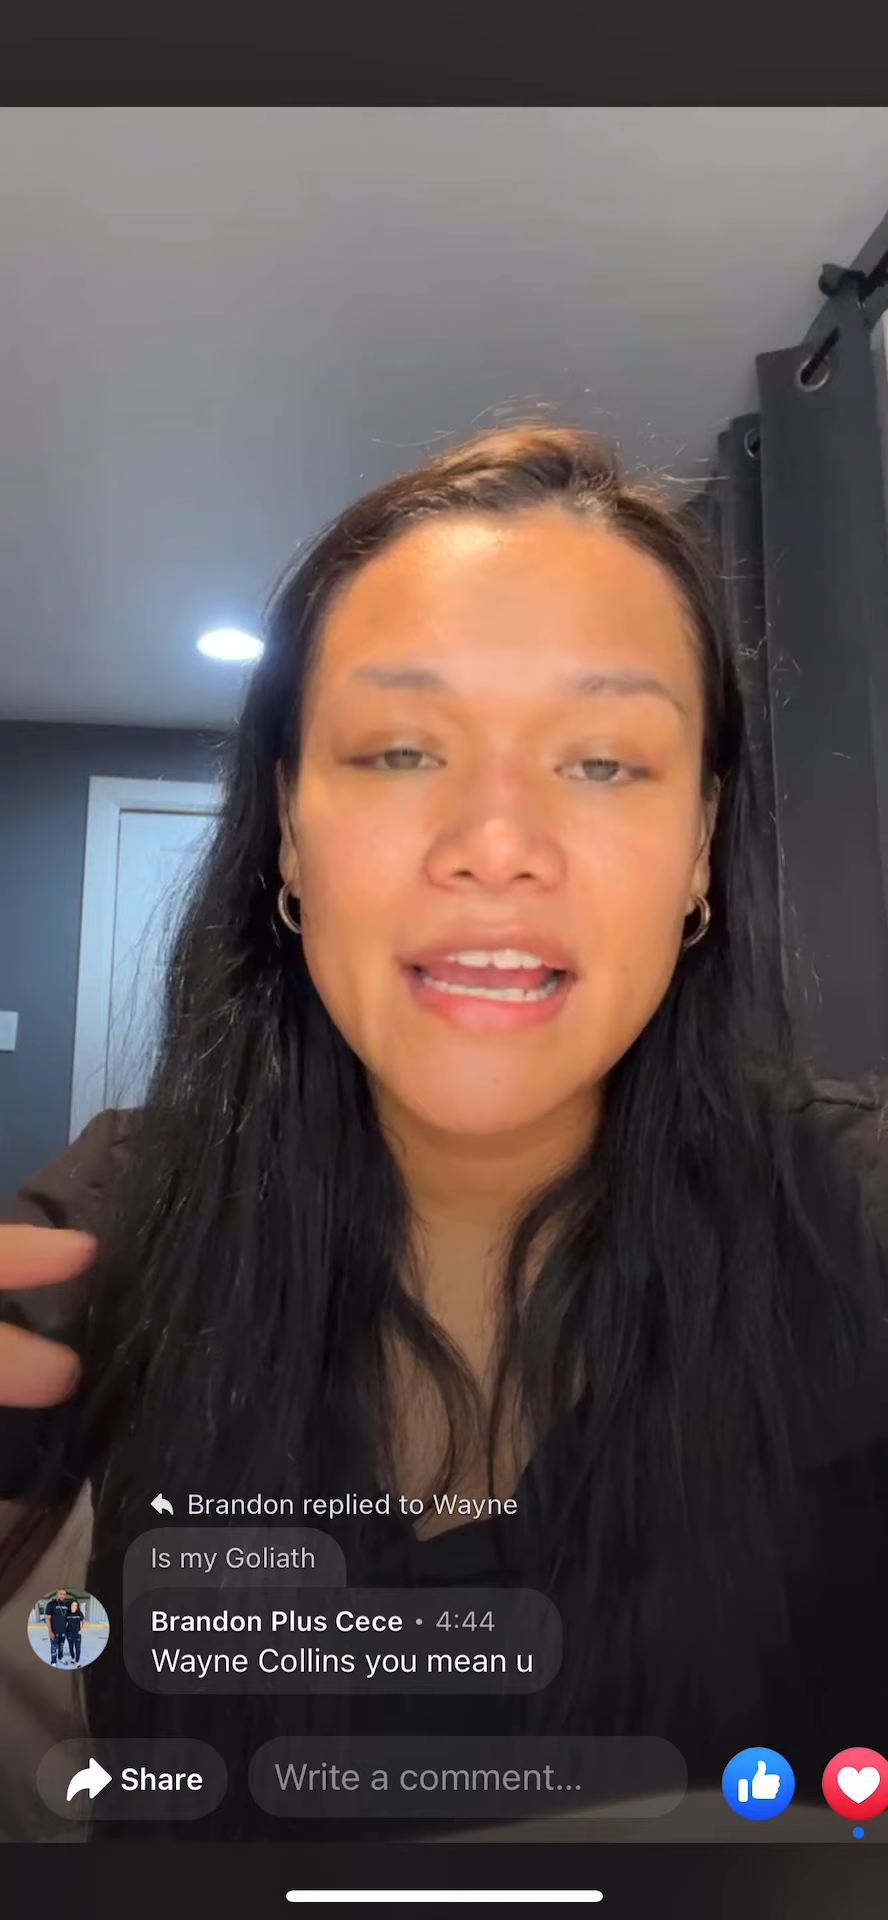 Brandon replied to Wayne
Is my Goliath
Brandon Plus Cece • 4:44
Wayne Collins you mean u
Share
Write a comment...